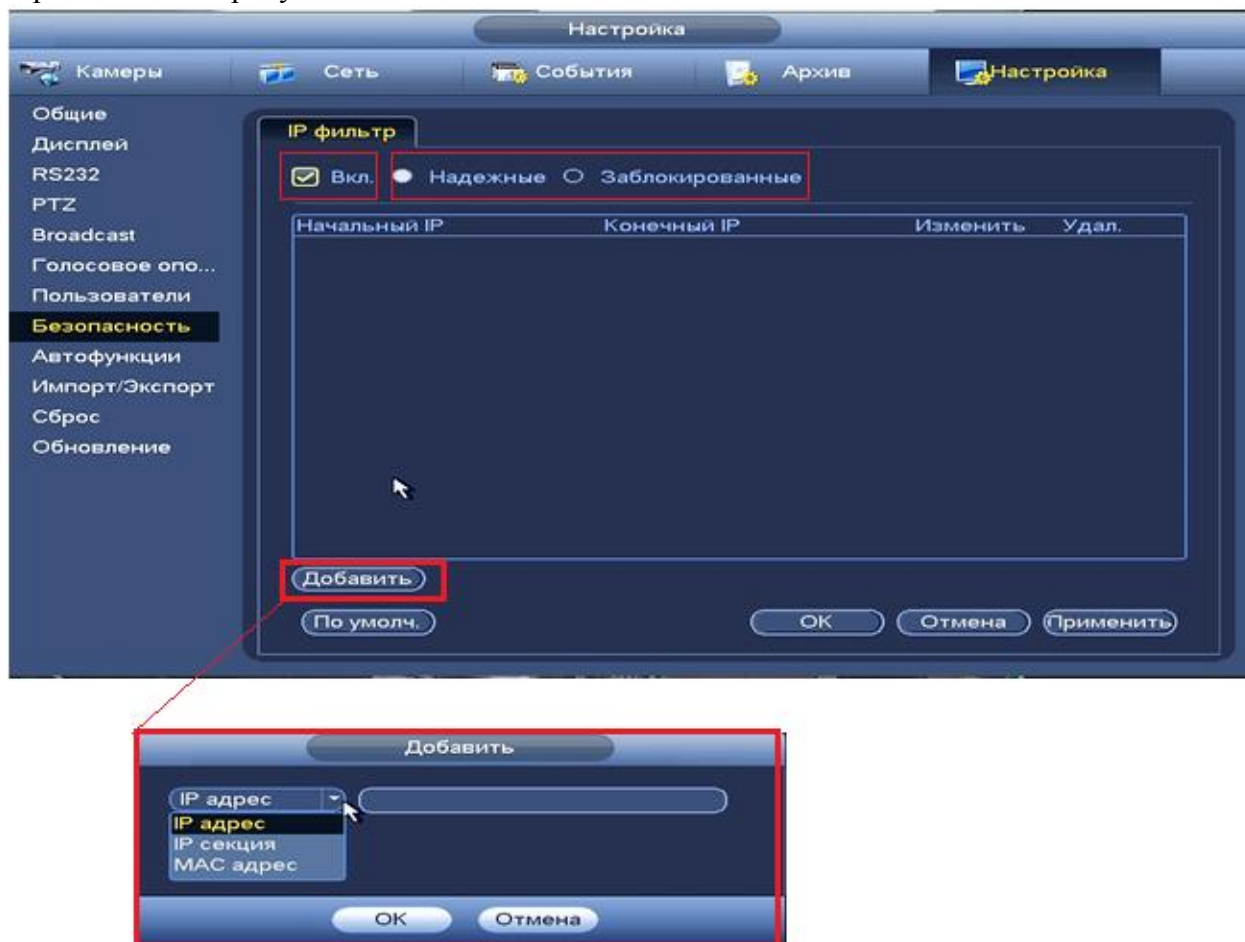 Настройка
Камеры Сеть События Архив Настройка
Общие
Дисплей
RS232
PTZ
Broadcast
Голосовое опо...
Пользователи
Безопасность
Автофункции
Импорт/Экспорт
Сброс
Обновление
IP фильтр
Вкл. Надежные Заблокированные
Начальный IP Конечный IP Изменить Удал.
Добавить
По умолч. OK Отмена Применить
Добавить
IP адрес
IP адрес
IP секция
MAC адрес
OK Отмена